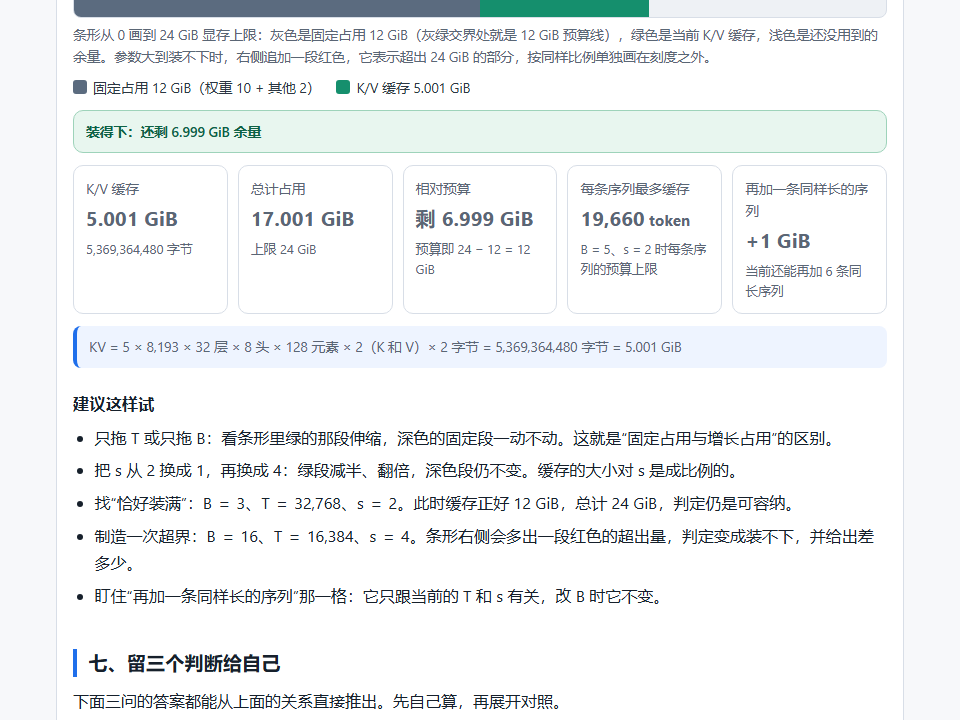 条形从 0 画到 24 GiB 显存上限：灰色是固定占用 12 GiB（灰绿交界处就是 12 GiB 预算线），绿色是当前 K/V 缓存，浅色是还没用到的
余量。参数大到装不下时，右侧追加一段红色，它表示超出 24 GiB 的部分，按同样比例单独画在刻度之外。
固定占用 12 GiB（权重 10 + 其他 2） K/V 缓存 5.001 GiB
装得下：还剩 6.999 GiB 余量
K/V 缓存
5.001 GiB
5,369,364,480 字节
总计占用
17.001 GiB
上限 24 GiB
相对预算
剩 6.999 GiB
预算即 24 − 12 = 12
GiB
每条序列最多缓存
19,660 token
B = 5、s = 2 时每条序
列的预算上限
再加一条同样长的序
列
+1 GiB
当前还能再加 6 条同
长序列
KV = 5 × 8,193 × 32 层 × 8 头 × 128 元素 × 2（K 和 V）× 2 字节 = 5,369,364,480 字节 = 5.001 GiB
建议这样试
• 只拖 T 或只拖 B：看条形里绿的那段伸缩，深色的固定段一动不动。这就是“固定占用与增长占用”的区别。
• 把 s 从 2 换成 1，再换成 4：绿段减半、翻倍，深色段仍不变。缓存的大小对 s 是成比例的。
• 找“恰好装满”：B = 3、T = 32,768、s = 2。此时缓存正好 12 GiB，总计 24 GiB，判定仍是可容纳。
• 制造一次超界：B = 16、T = 16,384、s = 4。条形右侧会多出一段红色的超出量，判定变成装不下，并给出差
多少。
• 盯住“再加一条同样长的序列”那一格：它只跟当前的 T 和 s 有关，改 B 时它不变。
七、留三个判断给自己
下面三问的答案都能从上面的关系直接推出。先自己算，再展开对照。